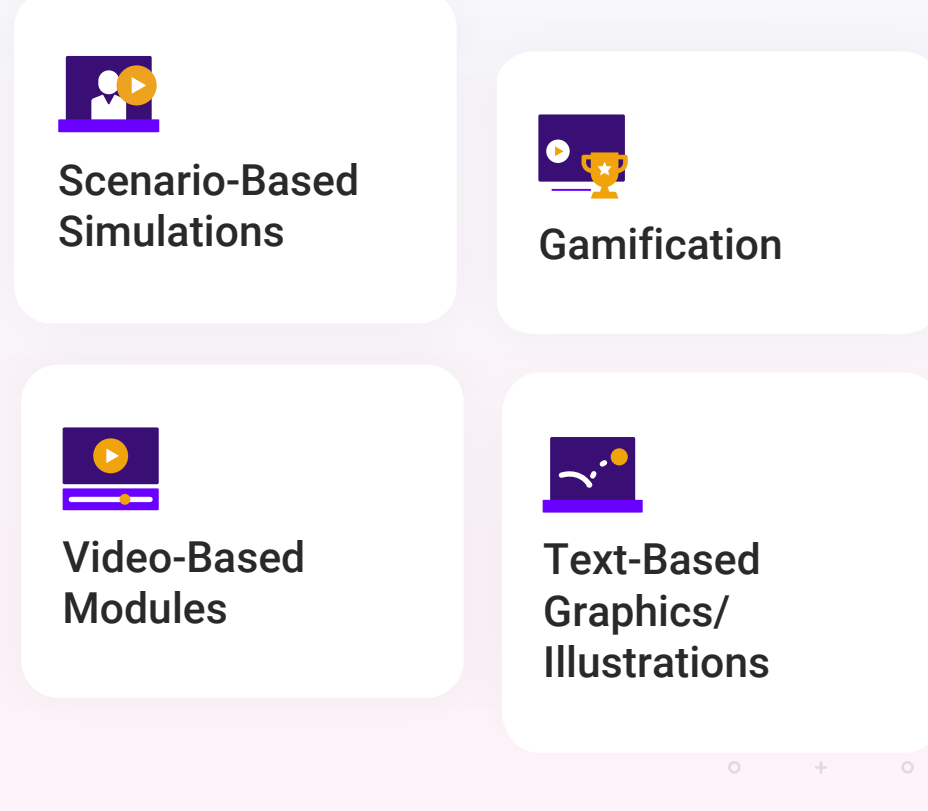 Scenario-Based
Simulations
Gamification
Video-Based
Modules
Text-Based
Graphics/
Illustrations